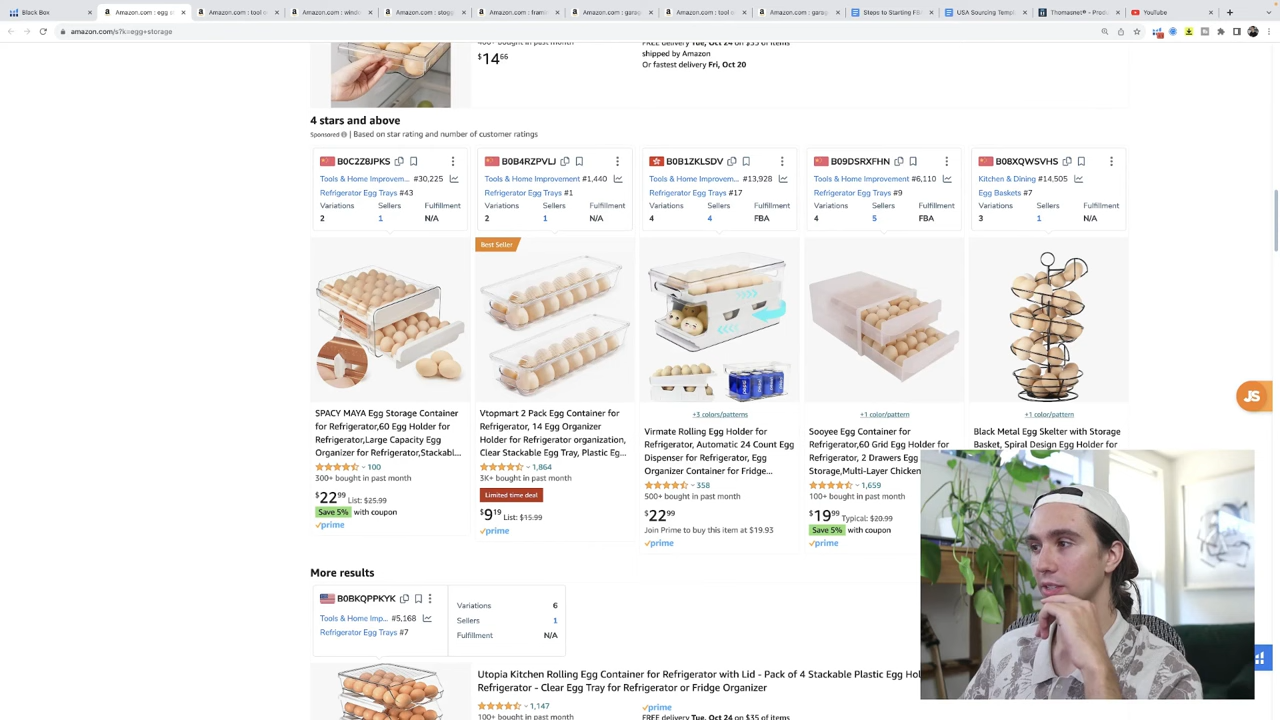 Black Box
Amazon.com : egg s
Amazon.com : tool o
Amazon.com : windo
Amazon.com : stogg
Amazon.com : frami
Amazon.com : garag
Amazon.com : tool o
Amazon.com : garag
Steps to Starting FB
USA Sourcing Templ
Thomasnet® - Produ
YouTube
amazon.com/s?k=egg+storage
400+ bought in past month
$14 66
FREE delivery Tue, Oct 24 on $35 of items
shipped by Amazon
Or fastest delivery Fri, Oct 20
4 stars and above
Sponsored | Based on star rating and number of customer ratings
B0C2Z8JPKS
Tools & Home Improvem... #30,225
Refrigerator Egg Trays #43
Variations Sellers Fulfillment
2 1 N/A
B0B4RZPVLJ
Tools & Home Improvement #1,440
Refrigerator Egg Trays #1
Variations Sellers Fulfillment
2 1 N/A
B0B1ZKLSDV
Tools & Home Improvem... #13,928
Refrigerator Egg Trays #17
Variations Sellers Fulfillment
4 4 FBA
B09DSRXFHN
Tools & Home Improvement #6,110
Refrigerator Egg Trays #9
Variations Sellers Fulfillment
4 5 FBA
B08XQWSVHS
Kitchen & Dining #14,505
Egg Baskets #7
Variations Sellers Fulfillment
3 1 N/A
Best Seller
JS
SPACY MAYA Egg Storage Container
for Refrigerator,60 Egg Holder for
Refrigerator,Large Capacity Egg
Organizer for Refrigerator,Stackabl...
100
300+ bought in past month
$22 99 List: $25.99
Save 5% with coupon
prime
Vtopmart 2 Pack Egg Container for
Refrigerator, 14 Egg Organizer
Holder for Refrigerator organization,
Clear Stackable Egg Tray, Plastic Eg...
1,864
3K+ bought in past month
Limited time deal
$9 19 List: $15.99
prime
+3 colors/patterns
Virmate Rolling Egg Holder for
Refrigerator, Automatic 24 Count Egg
Dispenser for Refrigerator, Egg
Organizer Container for Fridge...
358
500+ bought in past month
$22 99
Join Prime to buy this item at $19.93
prime
+1 color/pattern
Sooyee Egg Container for
Refrigerator,60 Grid Egg Holder for
Refrigerator, 2 Drawers Egg
Storage,Multi-Layer Chicken
1,659
100+ bought in past month
$19 99 Typical: $20.99
Save 5% with coupon
prime
+1 color/pattern
Black Metal Egg Skelter with Storage
Basket, Spiral Design Egg Holder for
More results
B0BKQPPKYK
Tools & Home Imp... #5,168
Refrigerator Egg Trays #7
Variations 6
Sellers 1
Fulfillment N/A
Utopia Kitchen Rolling Egg Container for Refrigerator with Lid - Pack of 4 Stackable Plastic Egg Hol
Refrigerator - Clear Egg Tray for Refrigerator or Fridge Organizer
1,147
100+ bought in past month
prime
FREE delivery Tue, Oct 24 on $35 of items